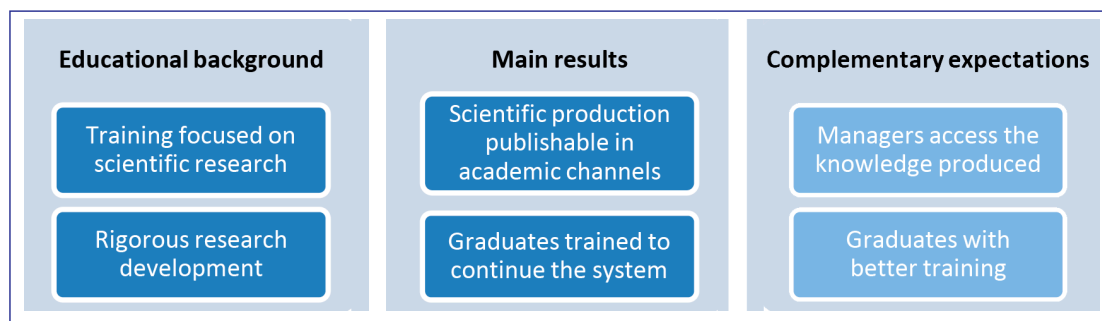 Educational background
Training focused on
scientific research
Rigorous research
development
Main results
Scientific production
publishable in
academic channels
Graduates trained to
continue the system
Complementary expectations
Managers access the
knowledge produced
Graduates with
better training